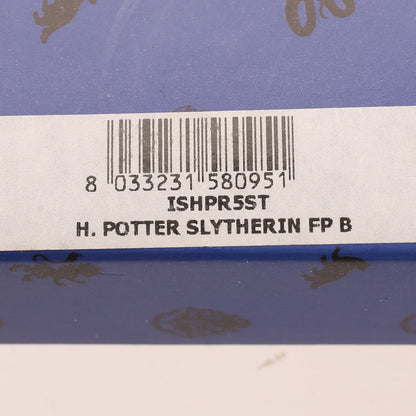 8 033231 580951
ISHPR5ST
H. POTTER SLYTHERIN FP B